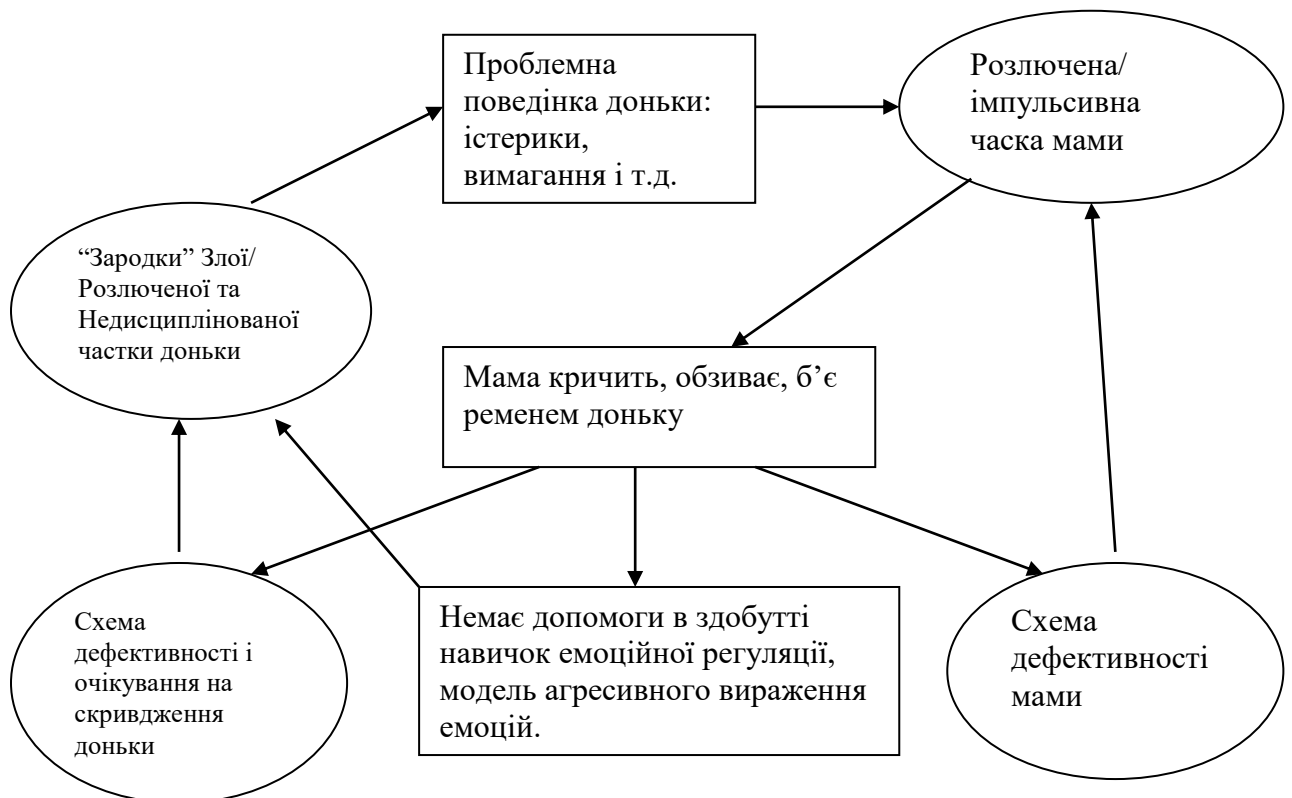 Проблемна
поведінка доньки:
істерики,
вимагання і т.д.
Розлючена/
імпульсивна
часка мами
“Зародки” Злої/
Розлюченої та
Недисциплінованої
частки доньки
Мама кричить, обзиває, б’є
ременем доньку
Схема
дефективності і
очікування на
скривдження
доньки
Немає допомоги в здобутті
навичок емоційної регуляції,
модель агресивного вираження
емоцій.
Схема
дефективності
мами